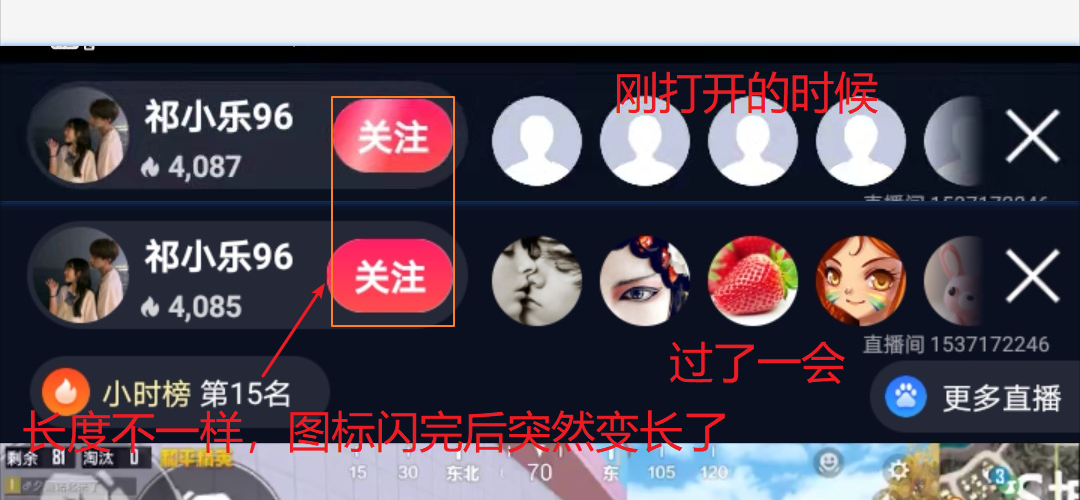 刚打开的时候
祁小乐96
关注
4,087
直播间 1537172246
祁小乐96
关注
4,085
过了一会
直播间 1537172246
小时榜 第15名
更多直播
长度不一样，图标闪完后突然变长了
剩余 81 淘汰 0 和平精英
15 30 东北 70 东 105 120
3